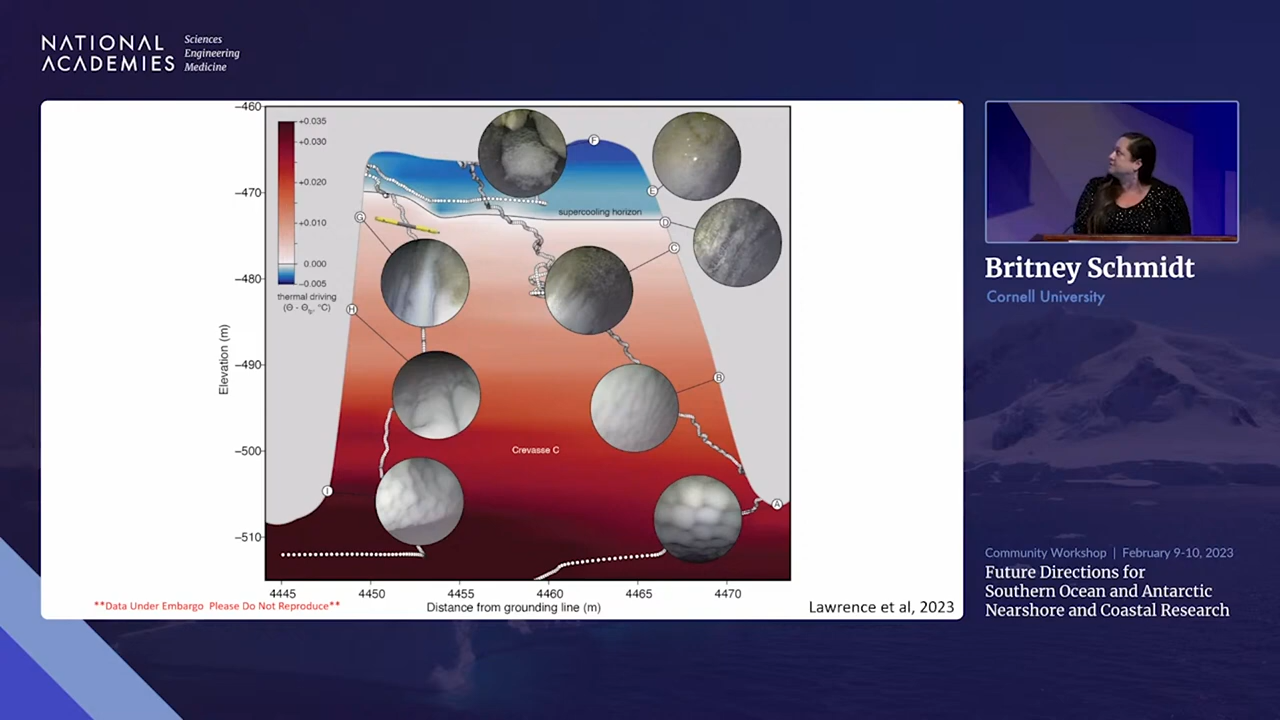 NATIONAL
ACADEMIES
Sciences
Engineering
Medicine
−460
−470
−480
−490
−500
−510
Elevation (m)
+0.035
+0.030
+0.020
+0.010
0.000
−0.005
thermal driving
(Θ - Θfp, °C)
F
E
supercooling horizon
D
G
C
H
B
Crevasse C
I
A
4445
4450
4455
4460
4465
4470
Distance from grounding line (m)
**Data Under Embargo Please Do Not Reproduce**
Lawrence et al, 2023
Britney Schmidt
Cornell University
Community Workshop | February 9-10, 2023
Future Directions for
Southern Ocean and Antarctic
Nearshore and Coastal Research